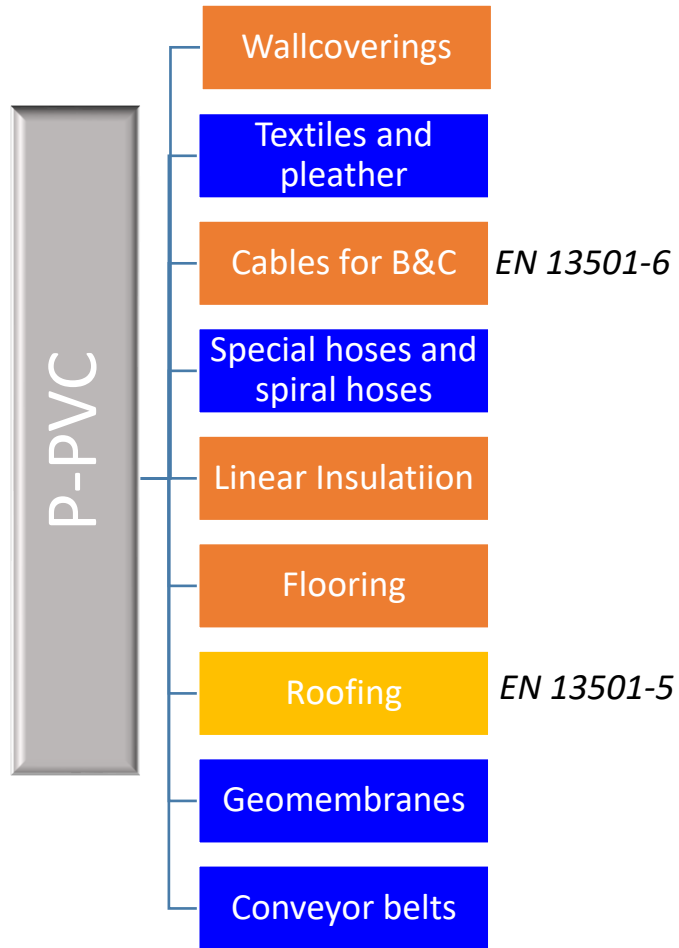 P-PVC
Wallcoverings
Textiles and
pleather
Cables for B&C
EN 13501-6
Special hoses and
spiral hoses
Linear Insulatiion
Flooring
Roofing
EN 13501-5
Geomembranes
Conveyor belts